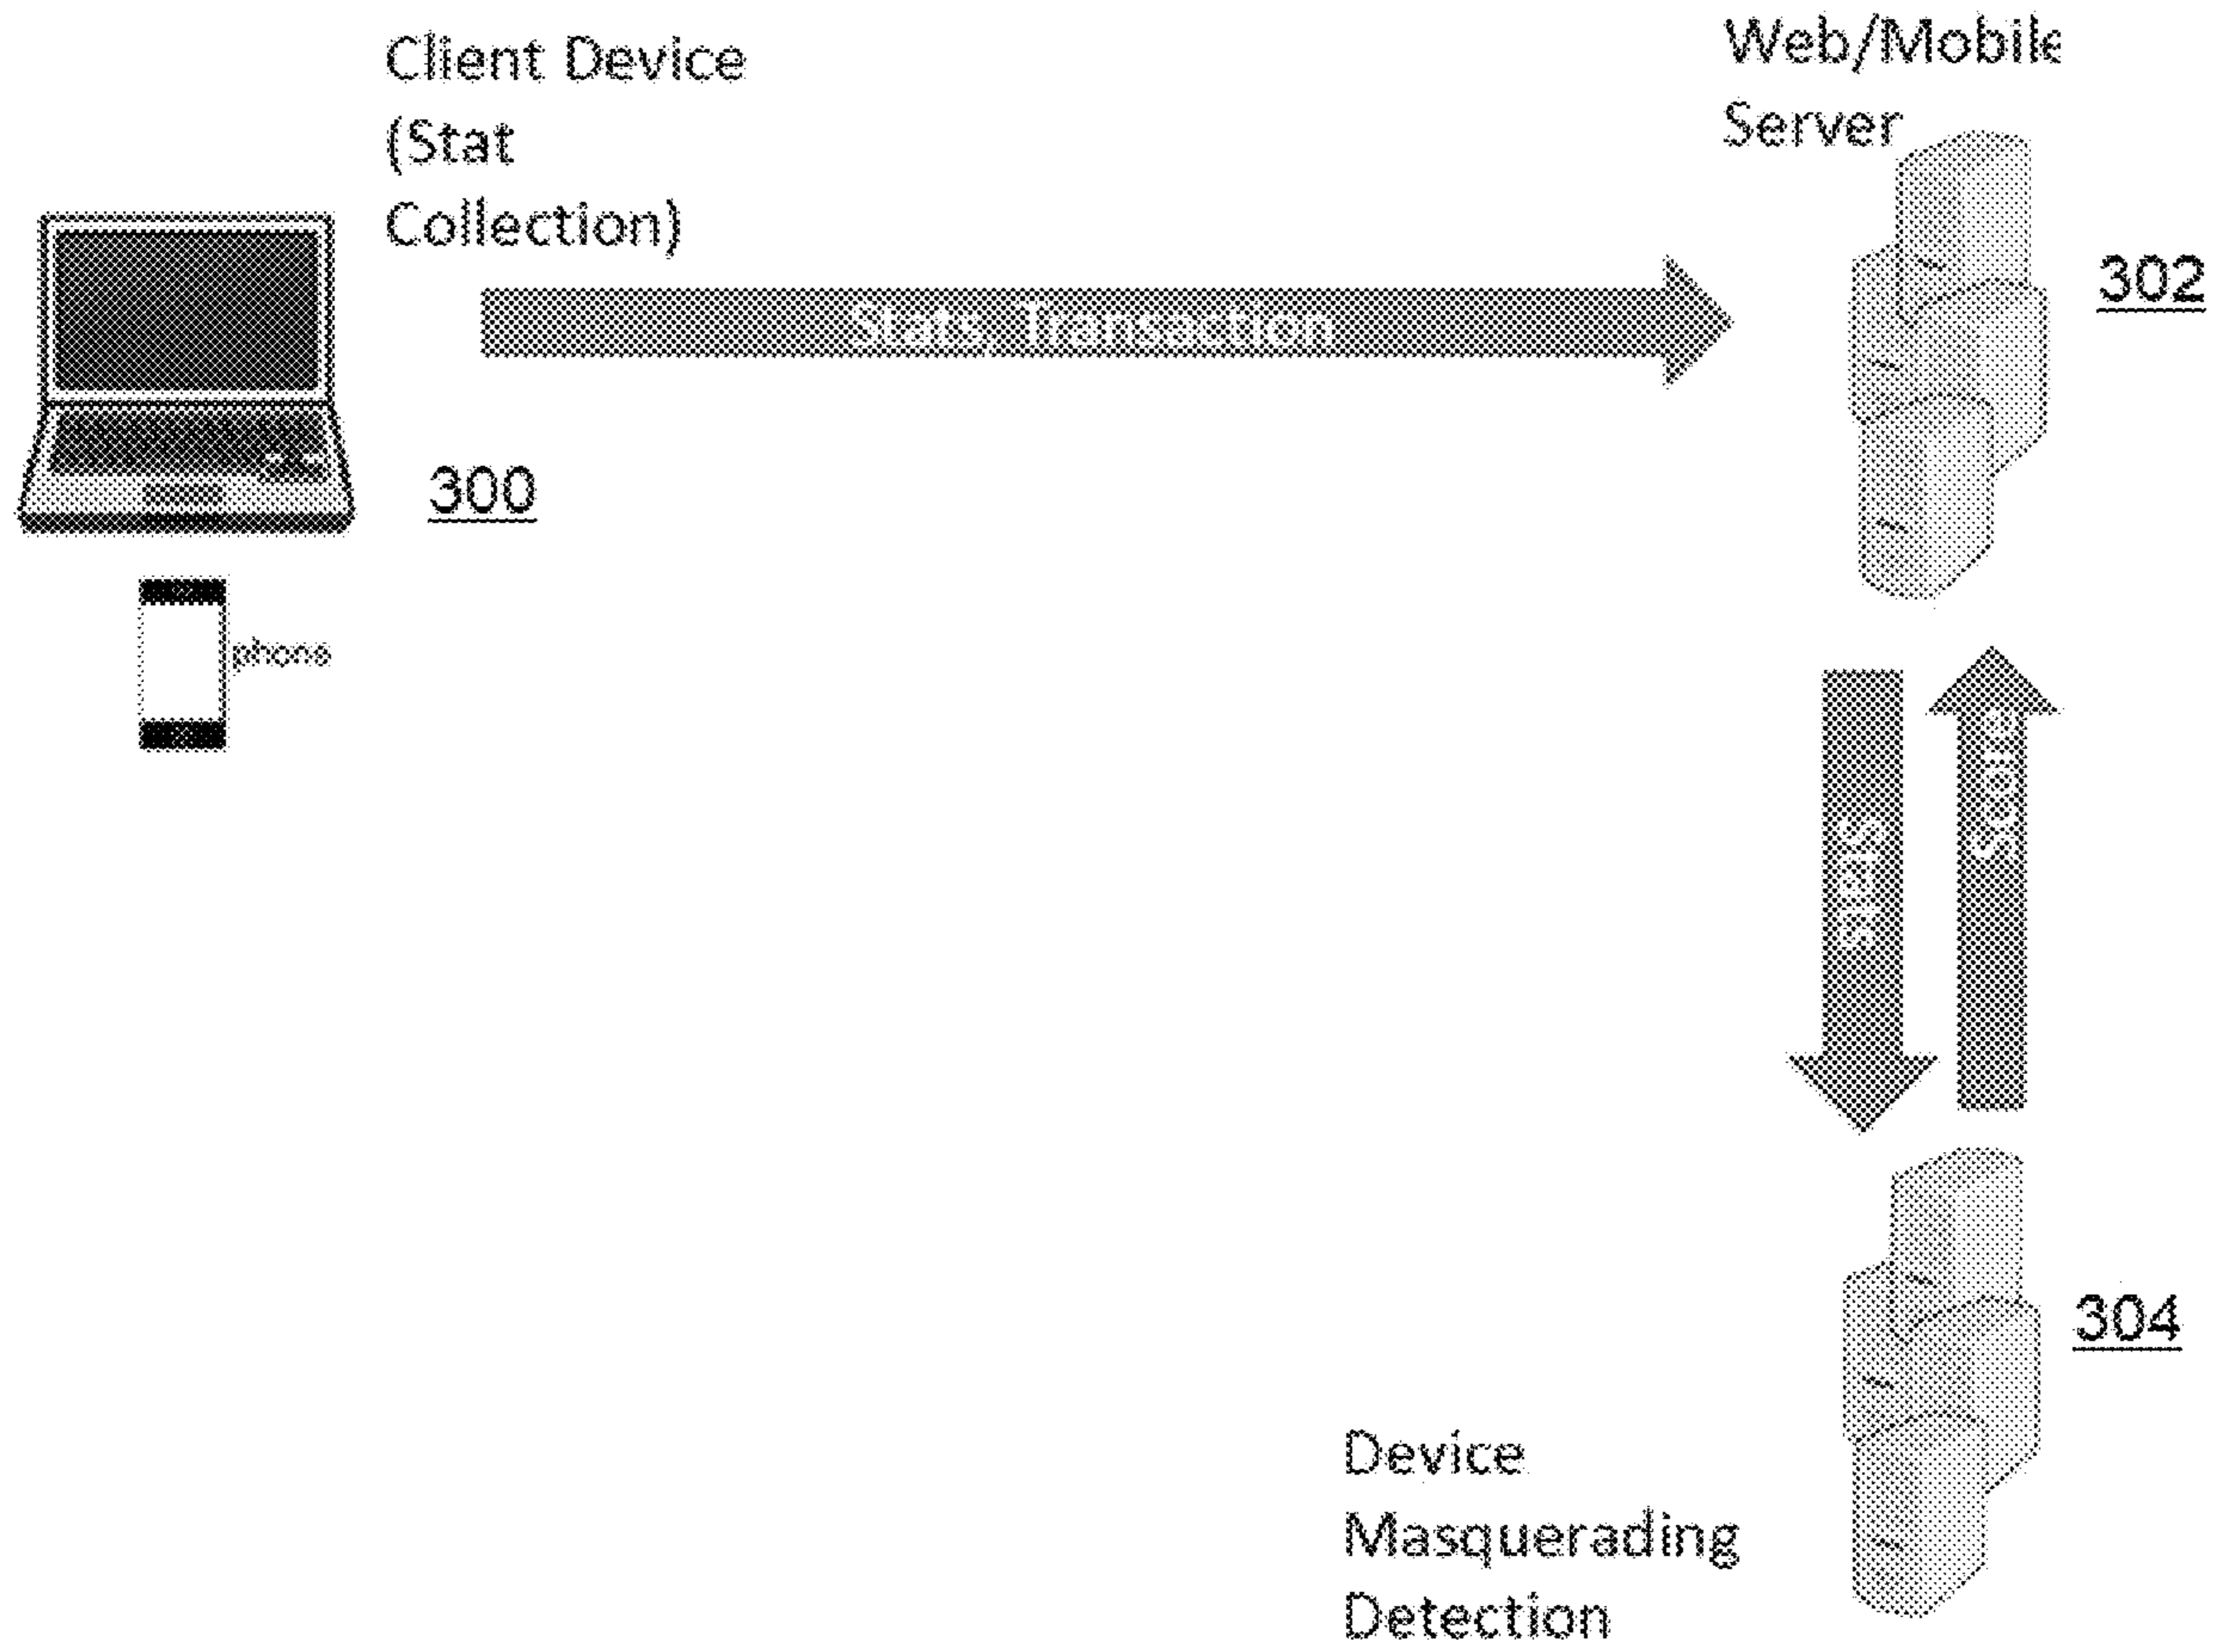 Client Device
(Stat
Collection)
Web/Mobile
Server
302
Stats, Transaction
300
phone
Stats
Score
304
Device
Masquerading
Detection